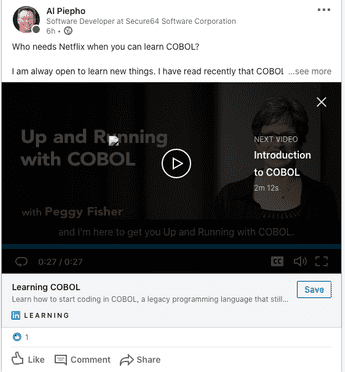 Al Piepho
Software Developer at Secure64 Software Corporation
6h •
Who needs Netflix when you can learn COBOL?
I am alway open to learn new things. I have read recently that COBOL ...see more
NEXT VIDEO
Up and Running
with COBOL
Introduction
to COBOL
2m 12s
with Peggy Fisher
and I'm here to get you Up and Running with COBOL.
0:27 / 0:27
CC
Learning COBOL
Save
Learn how to start coding in COBOL, a legacy programming language that still...
in LEARNING
1
Like
Comment
Share